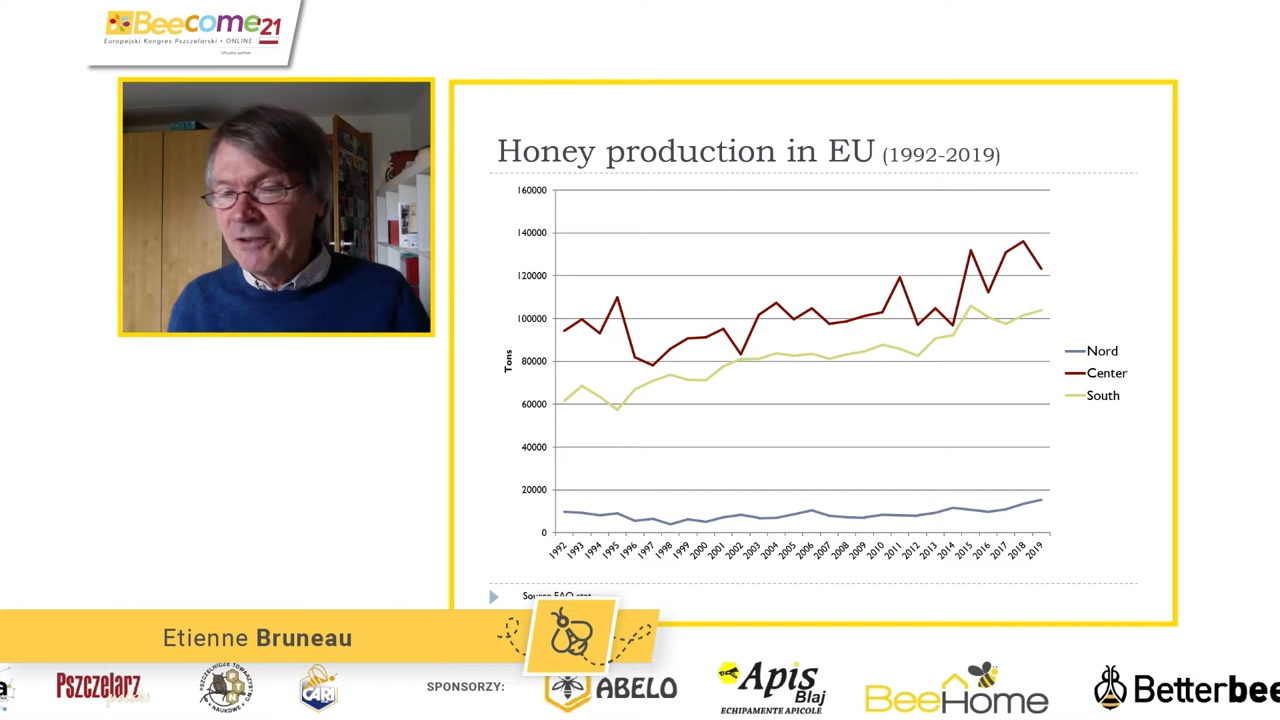 Beecome'21
Europejski Kongres Pszczelarski • ONLINE
Honey production in EU (1992-2019)
160000
140000
120000
100000
80000
60000
40000
20000
0
Tons
1992 1993 1994 1995 1996 1997 1998 1999 2000 2001 2002 2003 2004 2005 2006 2007 2008 2009 2010 2011 2012 2013 2014 2015 2016 2017 2018 2019
Nord
Center
South
Etienne Bruneau
a
Pszczelarz
PSZCZELNICZE TOWARZYSTWO
NAUKOWE
CARI
SPONSORZY:
ABELO
Apis
Blaj
ECHIPAMENTE APICOLE
BeeHome
Betterbee